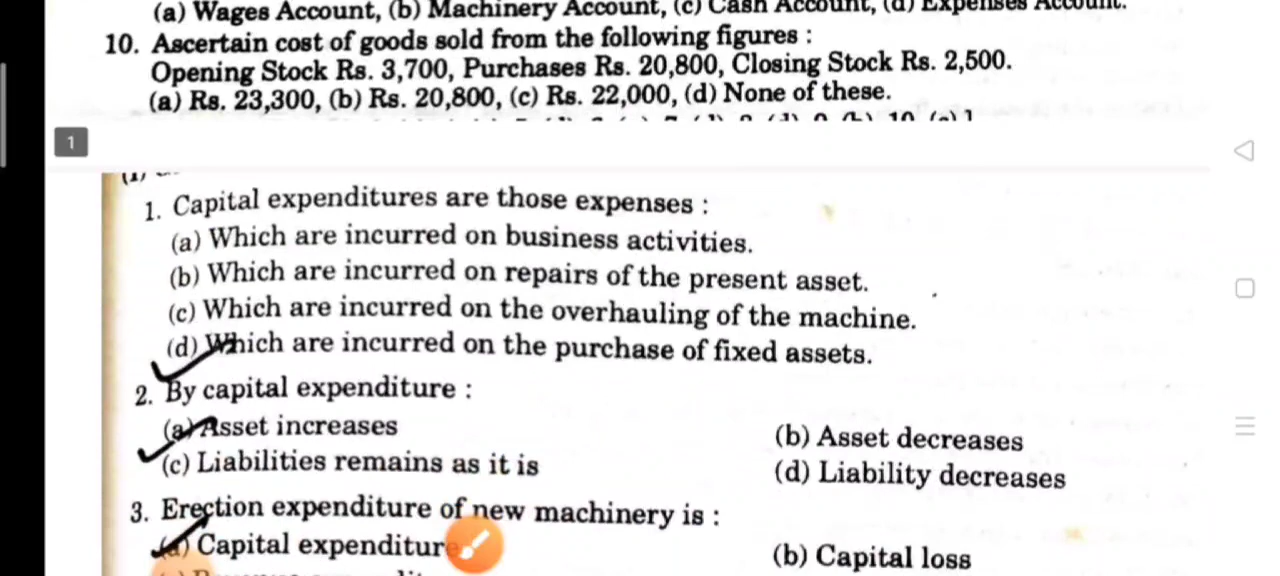 (a) Wages Account, (b) Machinery Account, (c) Cash Account, (d) Expenses Account.
10. Ascertain cost of goods sold from the following figures :
Opening Stock Rs. 3,700, Purchases Rs. 20,800, Closing Stock Rs. 2,500.
(a) Rs. 23,300, (b) Rs. 20,800, (c) Rs. 22,000, (d) None of these.
1
1. Capital expenditures are those expenses :
(a) Which are incurred on business activities.
(b) Which are incurred on repairs of the present asset.
(c) Which are incurred on the overhauling of the machine.
(d) Which are incurred on the purchase of fixed assets.
2. By capital expenditure :
(a) Asset increases (b) Asset decreases
(c) Liabilities remains as it is (d) Liability decreases
3. Erection expenditure of new machinery is :
(a) Capital expenditure (b) Capital loss